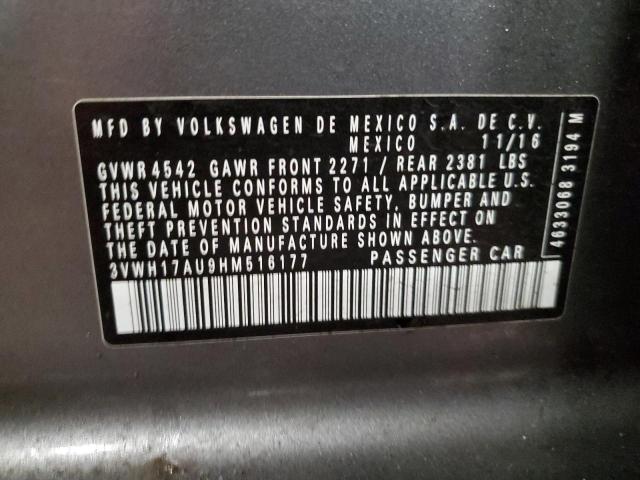 MFD BY VOLKSWAGEN DE MEXICO S.A. DE C.V.
MEXICO 11/16
GVWR 4542 GAWR FRONT 2271 / REAR 2381 LBS
THIS VEHICLE CONFORMS TO ALL APPLICABLE U.S.
FEDERAL MOTOR VEHICLE SAFETY, BUMPER AND
THEFT PREVENTION STANDARDS IN EFFECT ON
THE DATE OF MANUFACTURE SHOWN ABOVE.
3VWH17AU9HM516177 PASSENGER CAR
4633068 3194 M